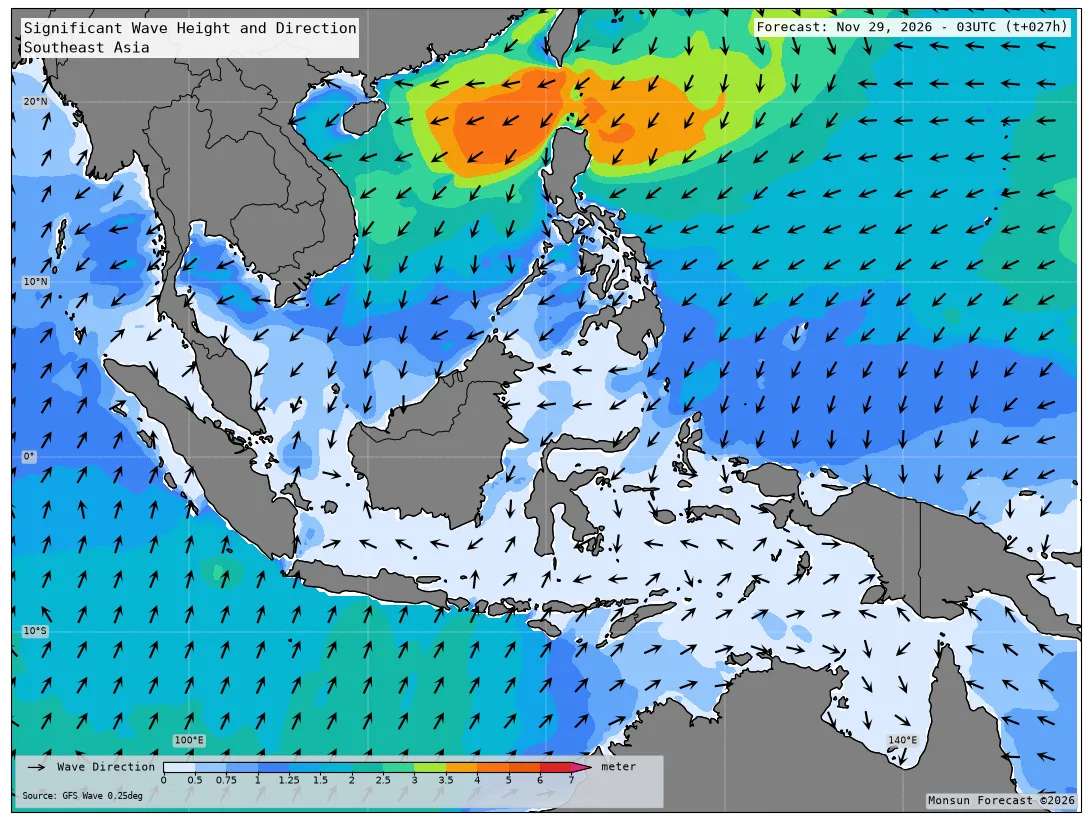 Significant Wave Height and Direction
Southeast Asia
Forecast: Nov 29, 2026 - 03UTC (t+027h)
20°N
10°N
0°
10°S
100°E
140°E
Wave Direction
0 0.5 0.75 1 1.25 1.5 2 2.5 3 3.5 4 5 6 7
meter
Source: GFS Wave 0.25deg
Monsun Forecast ©2026